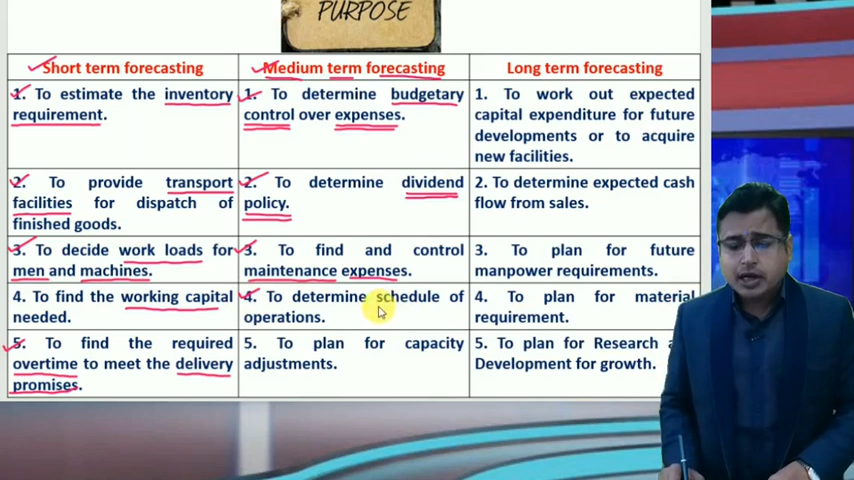 PURPOSE
Short term forecasting
Medium term forecasting
Long term forecasting
1. To estimate the inventory
requirement.
1. To determine budgetary
control over expenses.
1. To work out expected
capital expenditure for future
developments or to acquire
new facilities.
2. To provide transport
facilities for dispatch of
finished goods.
2. To determine dividend
policy.
2. To determine expected cash
flow from sales.
3. To decide work loads for
men and machines.
3. To find and control
maintenance expenses.
3. To plan for future
manpower requirements.
4. To find the working capital
needed.
4. To determine schedule of
operations.
4. To plan for material
requirement.
5. To find the required
overtime to meet the delivery
promises.
5. To plan for capacity
adjustments.
5. To plan for Research
Development for growth.